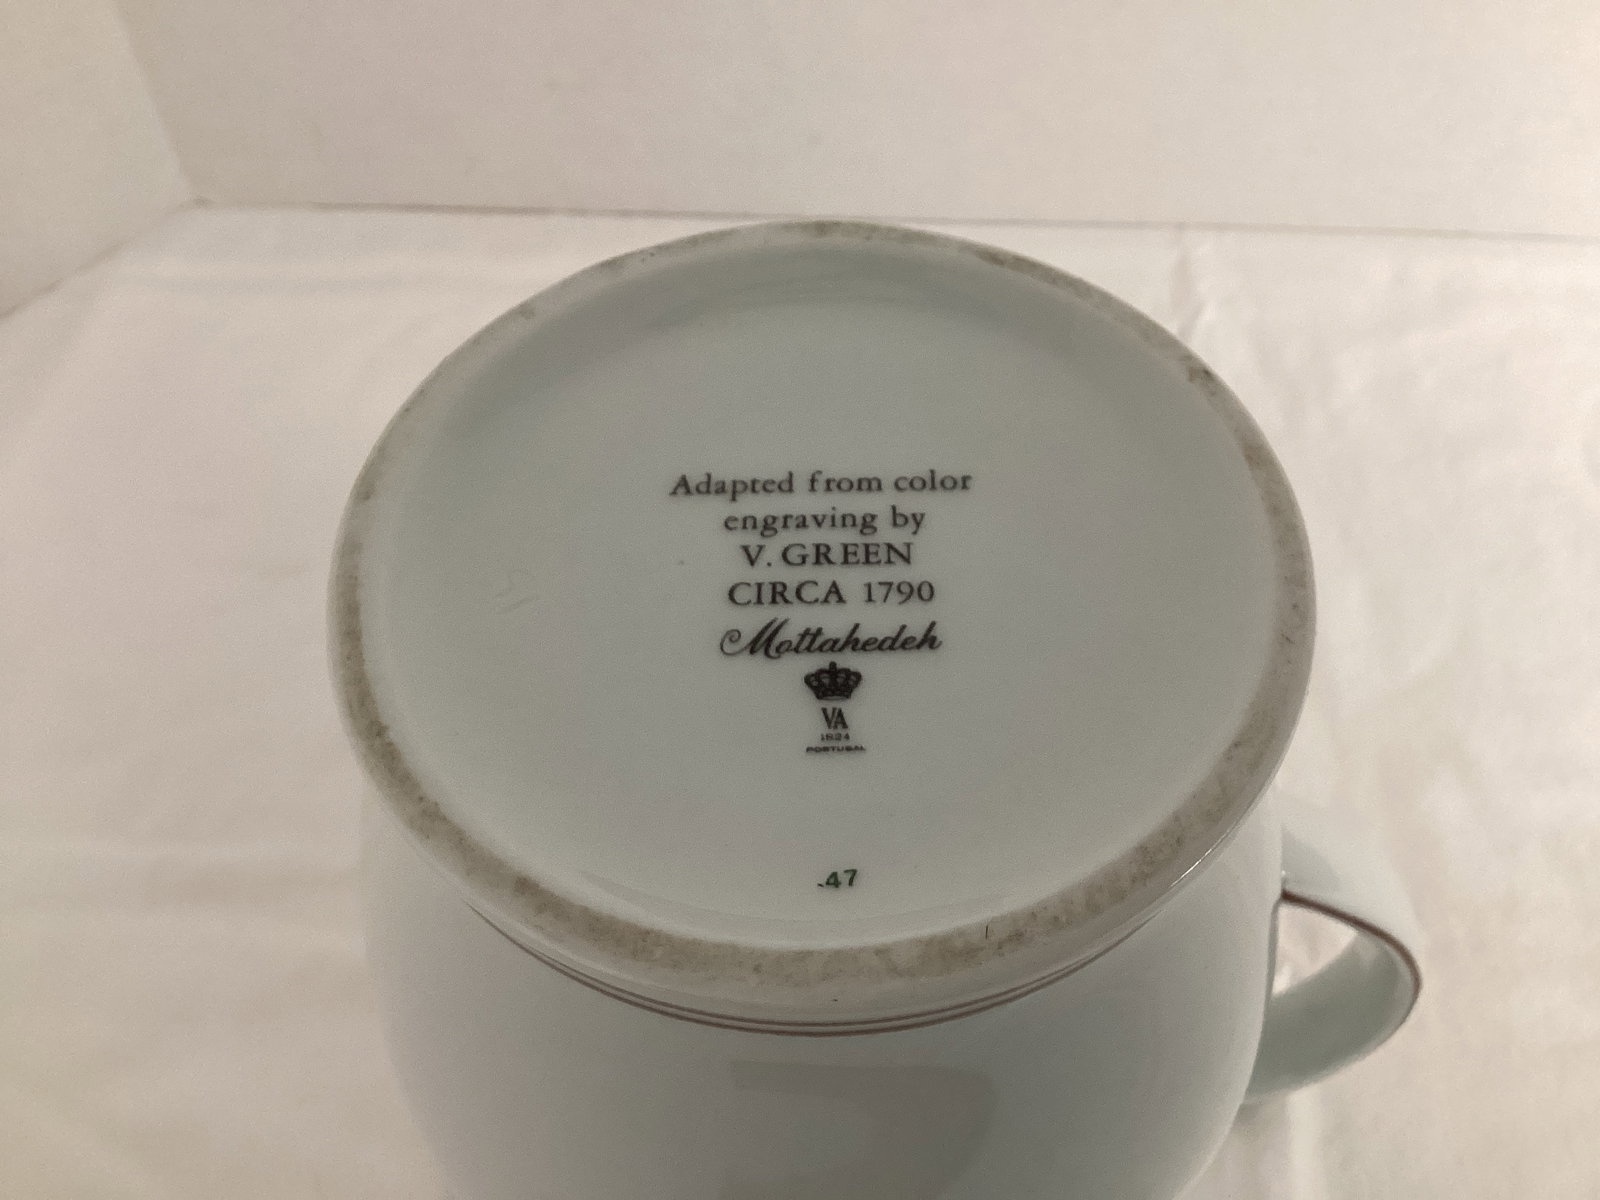 Adapted from color
engraving by
V. GREEN
CIRCA 1790
Mottahedeh
VA
1824
PORTUGAL
.47